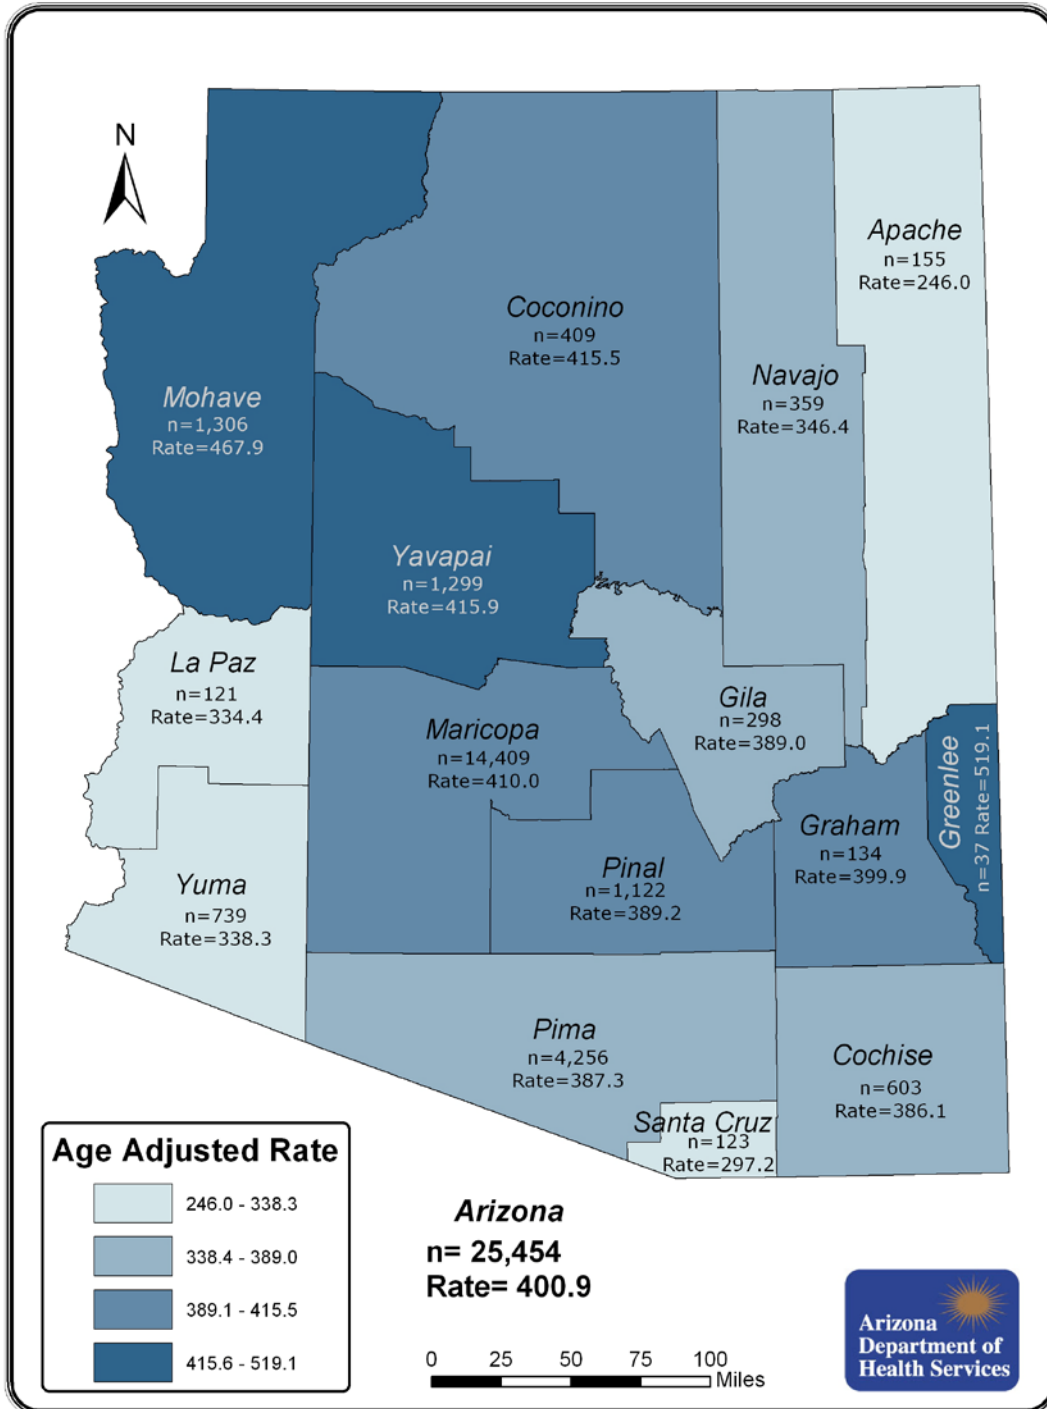 N
Apache
n=155
Rate=246.0
Coconino
n=409
Rate=415.5
Navajo
n=359
Rate=346.4
Mohave
n=1,306
Rate=467.9
Yavapai
n=1,299
Rate=415.9
La Paz
n=121
Rate=334.4
Gila
n=298
Rate=389.0
Maricopa
n=14,409
Rate=410.0
Greenlee
n=37 Rate=519.1
Graham
n=134
Rate=399.9
Pinal
n=1,122
Rate=389.2
Yuma
n=739
Rate=338.3
Pima
n=4,256
Rate=387.3
Cochise
n=603
Rate=386.1
Santa Cruz
n=123
Rate=297.2
Age Adjusted Rate
246.0 - 338.3
338.4 - 389.0
389.1 - 415.5
415.6 - 519.1
Arizona
n= 25,454
Rate= 400.9
0 25 50 75 100
Miles
Arizona
Department of
Health Services